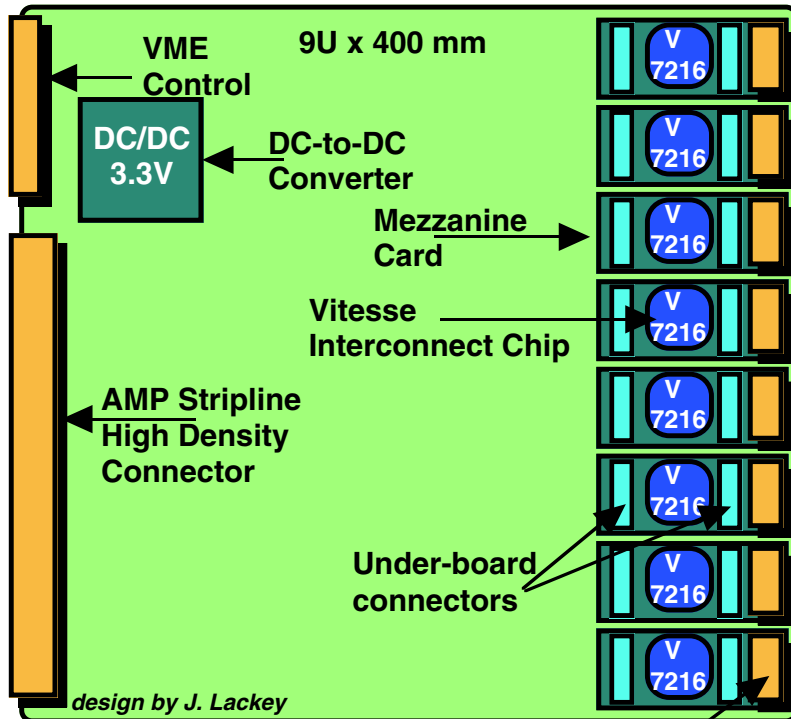 9U x 400 mm
VME
Control
DC/DC
3.3V
DC-to-DC
Converter
Mezzanine
Card
Vitesse
Interconnect Chip
AMP Stripline
High Density
Connector
Under-board
connectors
design by J. Lackey
V
7216
V
7216
V
7216
V
7216
V
7216
V
7216
V
7216
V
7216